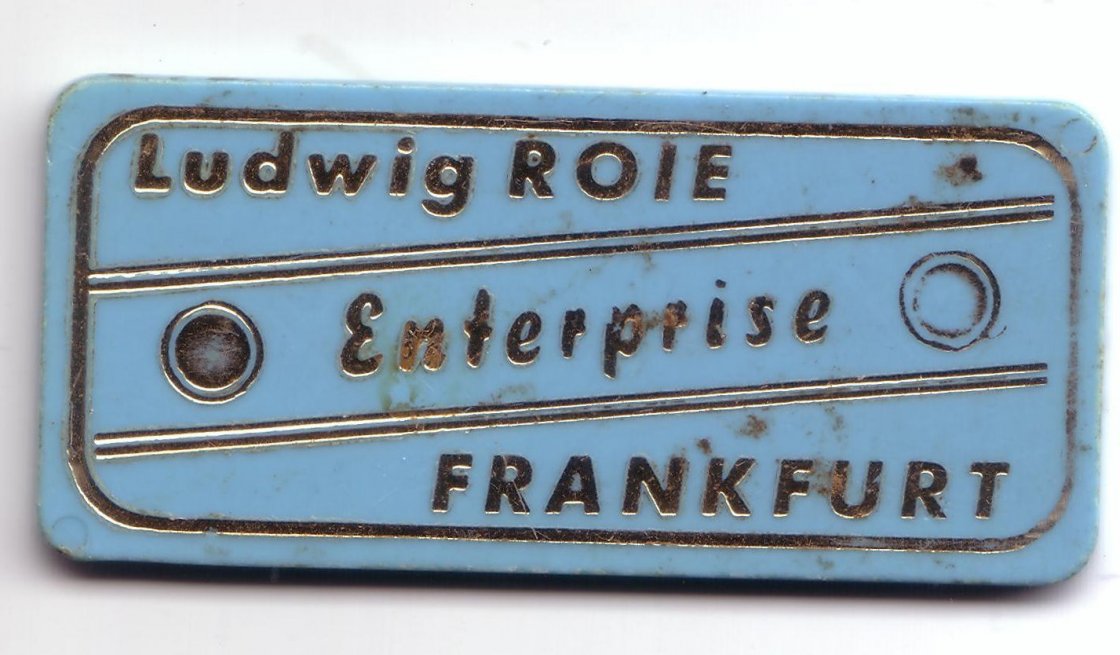 Ludwig ROIE
Enterprise
FRANKFURT